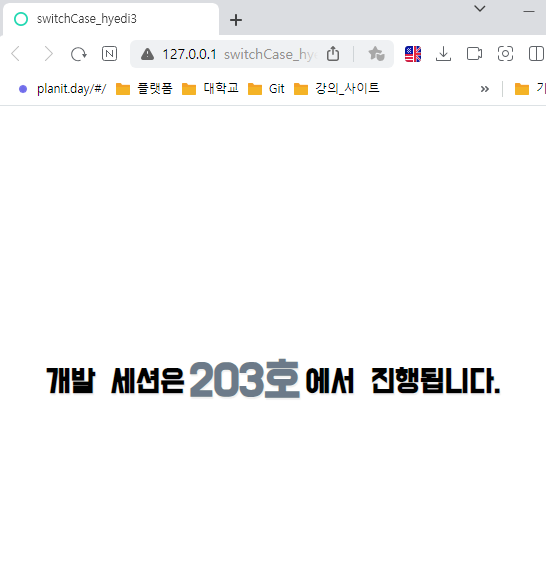 switchCase_hyedi3
127.0.0.1 switchCase_hye
planit.day/#/ 플랫폼 대학교 Git 강의_사이트 » 기
개발 세션은 203호에서 진행됩니다.